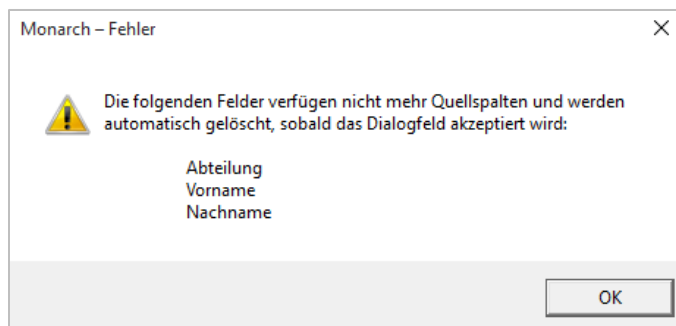 Monarch – Fehler
Die folgenden Felder verfügen nicht mehr Quellspalten und werden
automatisch gelöscht, sobald das Dialogfeld akzeptiert wird:
Abteilung
Vorname
Nachname
OK